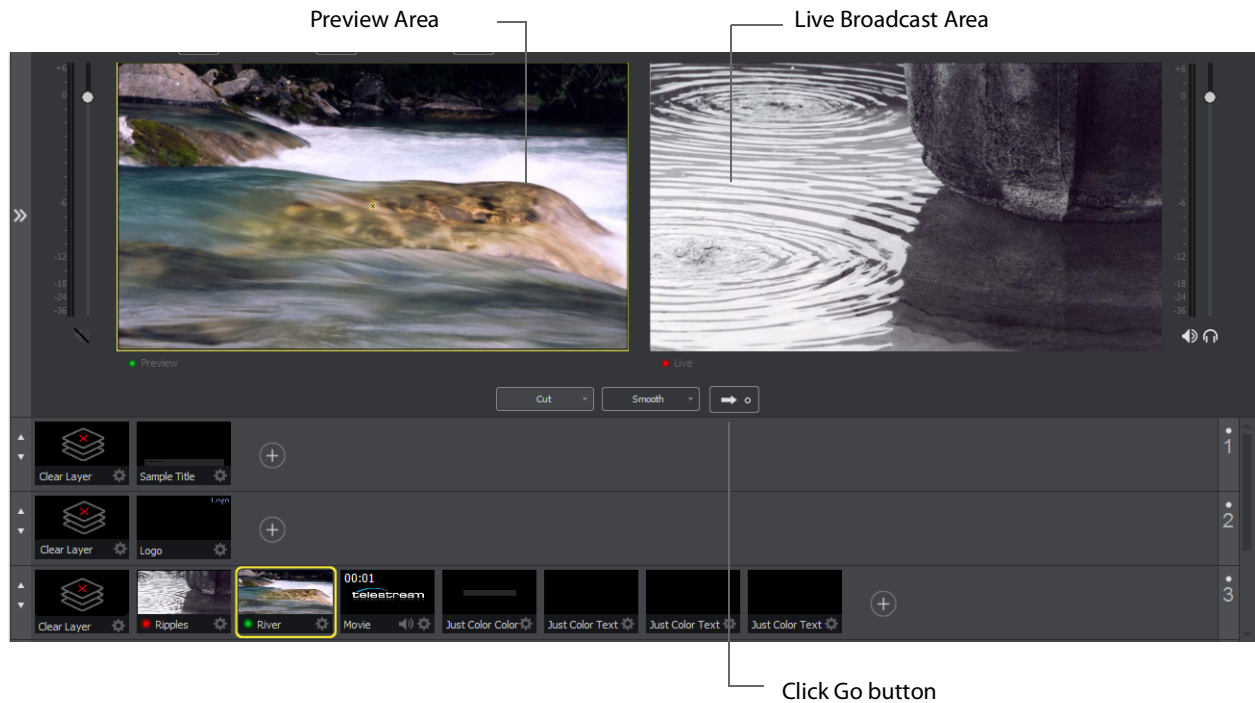 Preview Area
Live Broadcast Area
+6
0
-6
-12
-18
-24
-36
+6
0
-6
-12
-18
-24
-36
Preview
Live
Cut
Smooth
Clear Layer
Sample Title
1
Clear Layer
Logo
Logo
2
Clear Layer
Ripples
River
00:01
telestream
Movie
Just Color Color
Just Color Text
Just Color Text
Just Color Text
3
Click Go button